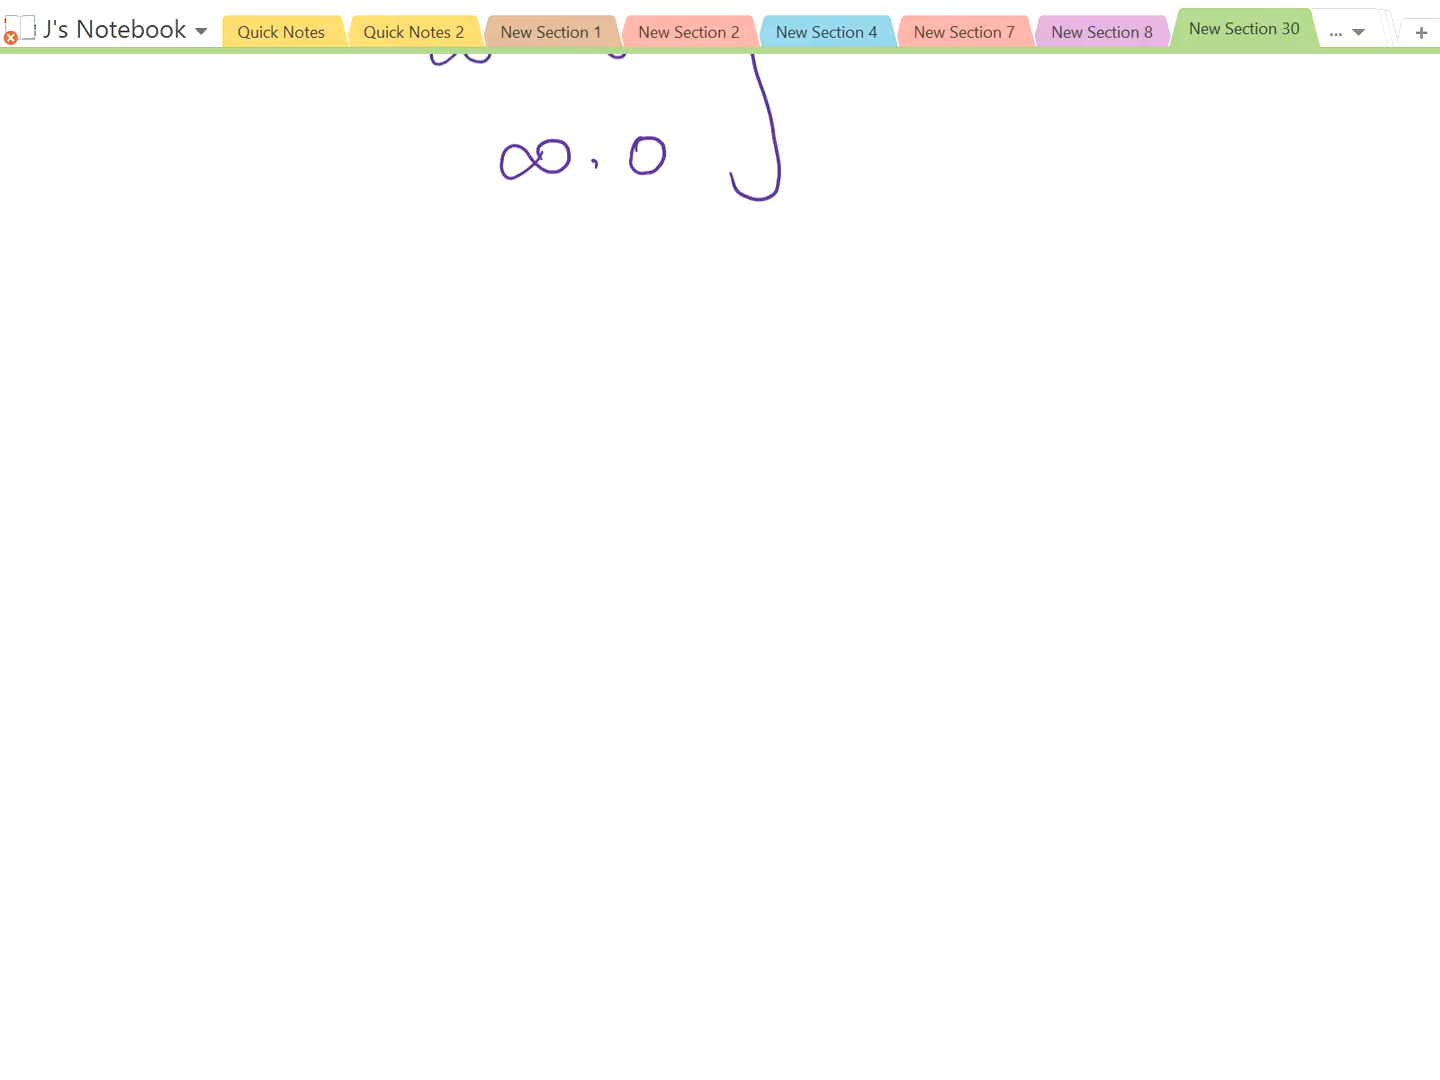 J's Notebook Quick Notes Quick Notes 2 New Section 1 New Section 2 New Section 4 New Section 7 New Section 8 New Section 30 ... +
∞ . 0